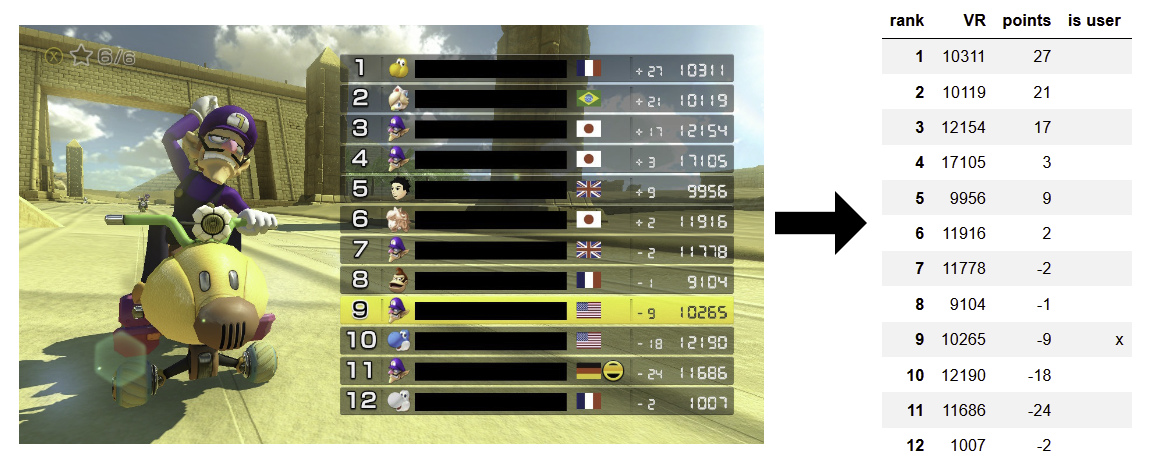 6/6
1 +27 10311
2 +21 10119
3 +17 12154
4 +3 17105
5 +9 9956
6 +2 11916
7 -2 11778
8 -1 9104
9 -9 10265
10 -18 12190
11 -24 11686
12 -2 1007
rank VR points is user
1 10311 27
2 10119 21
3 12154 17
4 17105 3
5 9956 9
6 11916 2
7 11778 -2
8 9104 -1
9 10265 -9 x
10 12190 -18
11 11686 -24
12 1007 -2